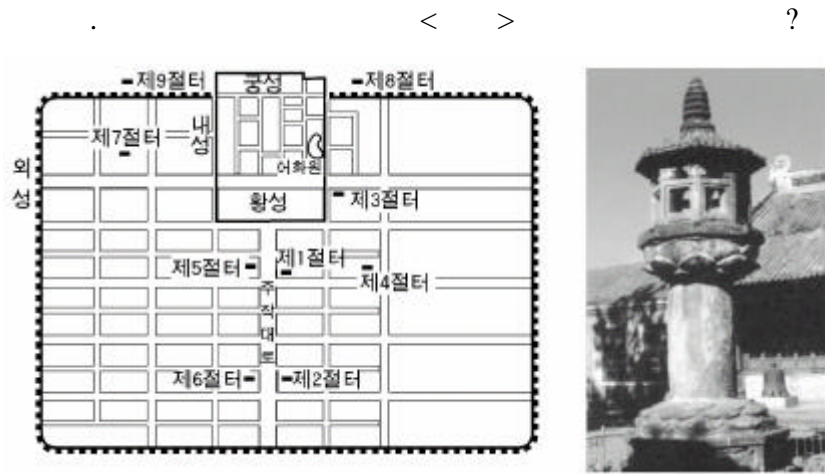 . < > ?
제9절터 궁성 제8절터
제7절터 내성
어화원
외성
황성 제3절터
제5절터 제1절터
제4절터
주작대로
제6절터 제2절터